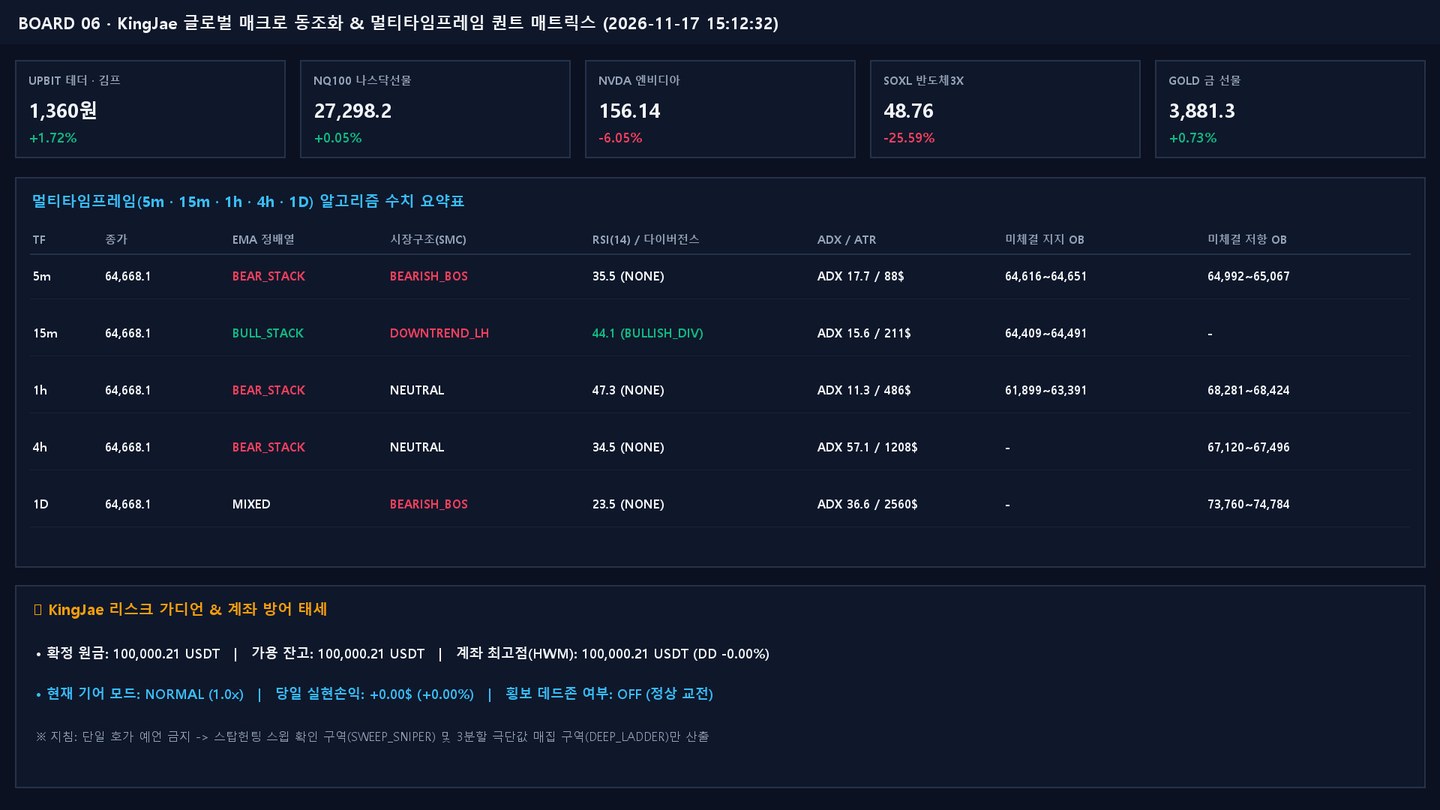 BOARD 06 · KingJae 글로벌 매크로 동조화 & 멀티타임프레임 퀀트 매트릭스 (2026-11-17 15:12:32)
UPBIT 테더 · 김프
1,360원
+1.72%
NQ100 나스닥선물
27,298.2
+0.05%
NVDA 엔비디아
156.14
-6.05%
SOXL 반도체3X
48.76
-25.59%
GOLD 금 선물
3,881.3
+0.73%
멀티타임프레임(5m · 15m · 1h · 4h · 1D) 알고리즘 수치 요약표
TF 종가 EMA 정배열 시장구조(SMC) RSI(14) / 다이버전스 ADX / ATR 미체결 지지 OB 미체결 저항 OB
5m 64,668.1 BEAR_STACK BEARISH_BOS 35.5 (NONE) ADX 17.7 / 88$ 64,616~64,651 64,992~65,067
15m 64,668.1 BULL_STACK DOWNTREND_LH 44.1 (BULLISH_DIV) ADX 15.6 / 211$ 64,409~64,491 -
1h 64,668.1 BEAR_STACK NEUTRAL 47.3 (NONE) ADX 11.3 / 486$ 61,899~63,391 68,281~68,424
4h 64,668.1 BEAR_STACK NEUTRAL 34.5 (NONE) ADX 57.1 / 1208$ - 67,120~67,496
1D 64,668.1 MIXED BEARISH_BOS 23.5 (NONE) ADX 36.6 / 2560$ - 73,760~74,784
KingJae 리스크 가디언 & 계좌 방어 태세
• 확정 원금: 100,000.21 USDT | 가용 잔고: 100,000.21 USDT | 계좌 최고점(HWM): 100,000.21 USDT (DD -0.00%)
• 현재 기어 모드: NORMAL (1.0x) | 당일 실현손익: +0.00$ (+0.00%) | 횡보 데드존 여부: OFF (정상 교전)
※ 지침: 단일 호가 예언 금지 -> 스탑헌팅 스윕 확인 구역(SWEEP_SNIPER) 및 3분할 극단값 매집 구역(DEEP_LADDER)만 산출